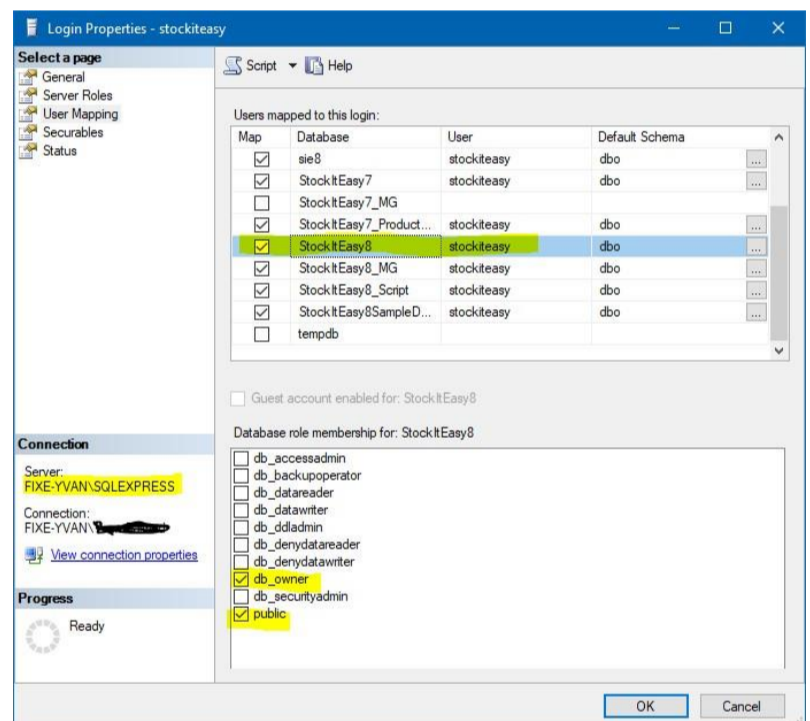 Login Properties - stockiteasy
Select a page
General
Server Roles
User Mapping
Securables
Status
Script Help
Users mapped to this login:
Map Database User Default Schema
sie8 stockiteasy dbo ...
StockItEasy7 stockiteasy dbo ...
StockItEasy7_MG
StockItEasy7_Product... stockiteasy dbo ...
StockItEasy8 stockiteasy dbo ...
StockItEasy8_MG stockiteasy dbo ...
StockItEasy8_Script stockiteasy dbo ...
StockItEasy8SampleD... stockiteasy dbo ...
tempdb
Guest account enabled for: StockItEasy8
Database role membership for: StockItEasy8
db_accessadmin
db_backupoperator
db_datareader
db_datawriter
db_ddladmin
db_denydatareader
db_denydatawriter
db_owner
db_securityadmin
public
Connection
Server:
FIXE-YVAN\SQLEXPRESS
Connection:
FIXE-YVAN\
View connection properties
Progress
Ready
OK Cancel